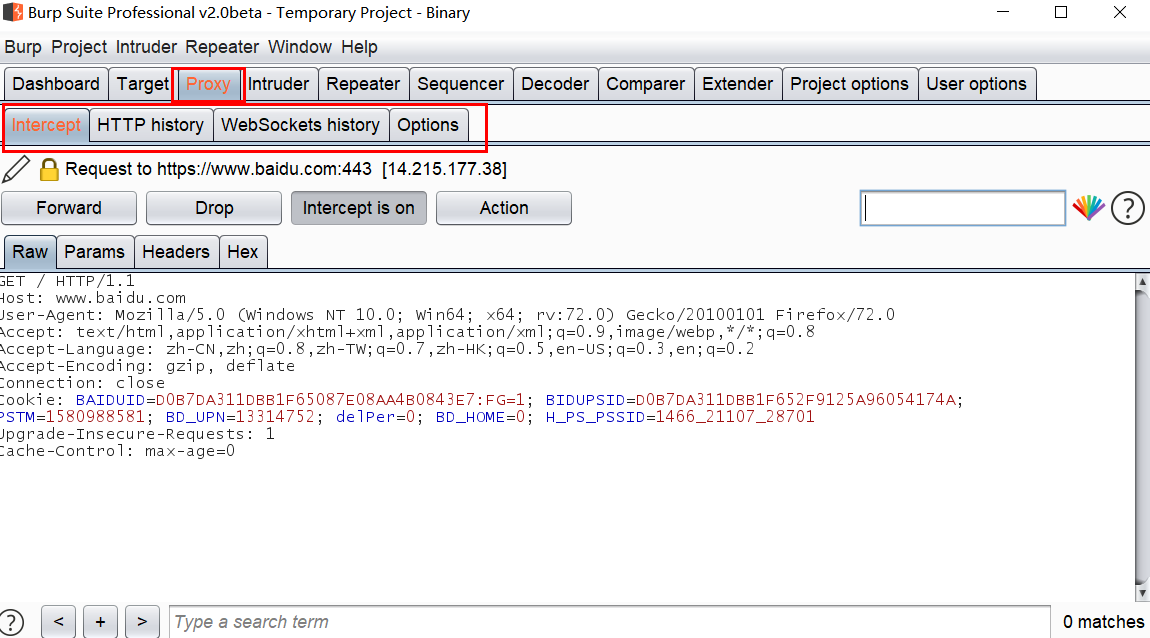 Burp Suite Professional v2.0beta - Temporary Project - Binary
Burp Project Intruder Repeater Window Help
Dashboard Target Proxy Intruder Repeater Sequencer Decoder Comparer Extender Project options User options
Intercept HTTP history WebSockets history Options
Request to https://www.baidu.com:443 [14.215.177.38]
Forward Drop Intercept is on Action ?
Raw Params Headers Hex
GET / HTTP/1.1
Host: www.baidu.com
User-Agent: Mozilla/5.0 (Windows NT 10.0; Win64; x64; rv:72.0) Gecko/20100101 Firefox/72.0
Accept: text/html,application/xhtml+xml,application/xml;q=0.9,image/webp,*/*;q=0.8
Accept-Language: zh-CN,zh;q=0.8,zh-TW;q=0.7,zh-HK;q=0.5,en-US;q=0.3,en;q=0.2
Accept-Encoding: gzip, deflate
Connection: close
Cookie: BAIDUID=D0B7DA311DBB1F65087E08AA4B0843E7:FG=1; BIDUPSID=D0B7DA311DBB1F652F9125A96054174A;
PSTM=1580988581; BD_UPN=13314752; delPer=0; BD_HOME=0; H_PS_PSSID=1466_21107_28701
Upgrade-Insecure-Requests: 1
Cache-Control: max-age=0
? < + > Type a search term 0 matches